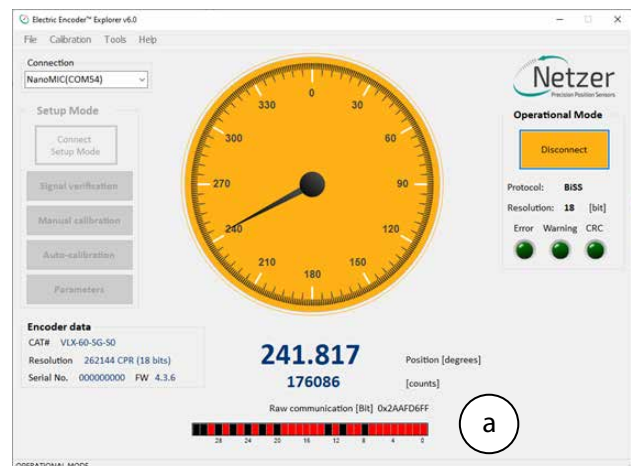 Electric Encoder™ Explorer v6.0
File Calibration Tools Help
Connection
NanoMIC(COM54)
Netzer
Precision Position Sensors
Setup Mode
Connect
Setup Mode
Signal verification
Manual calibration
Auto-calibration
Parameters
0
30
60
90
120
150
180
210
240
270
300
330
Operational Mode
Disconnect
Protocol: BiSS
Resolution: 18 [bit]
Error Warning CRC
Encoder data
CAT# VLX-60-SG-S0
Resolution 262144 CPR (18 bits)
Serial No. 000000000 FW 4.3.6
241.817 Position [degrees]
176086 [counts]
Raw communication [Bit] 0x2AAFD6FF
28 24 20 16 12 8 4 0
a
OPERATIONAL MODE